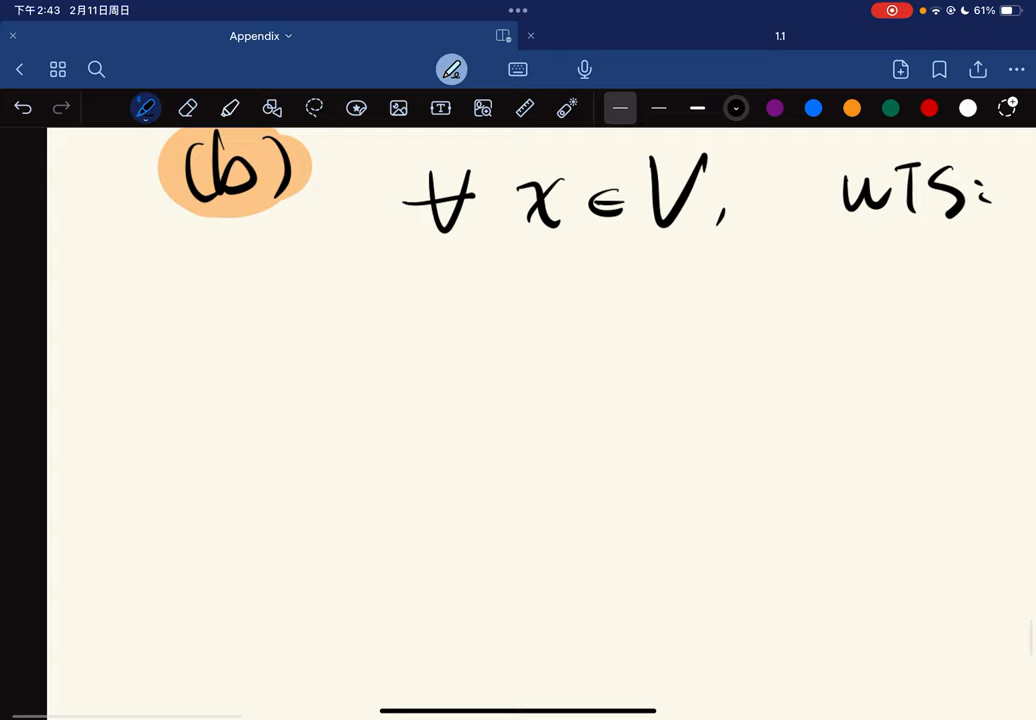 下午2:43 2月11日周日
61%
Appendix
1.1
(b) ∀ x ∈ V, WTS: